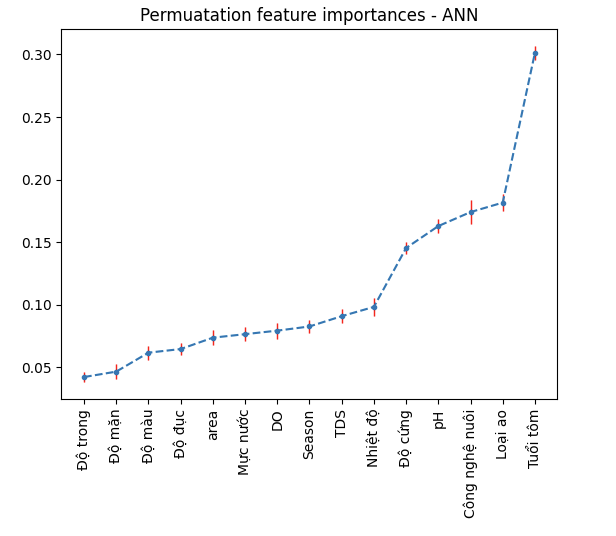 Permuatation feature importances - ANN
0.30
0.25
0.20
0.15
0.10
0.05
Độ trong
Độ mặn
Độ màu
Độ đục
area
Mực nước
DO
Season
TDS
Nhiệt độ
Độ cứng
pH
Công nghệ nuôi
Loại ao
Tuổi tôm